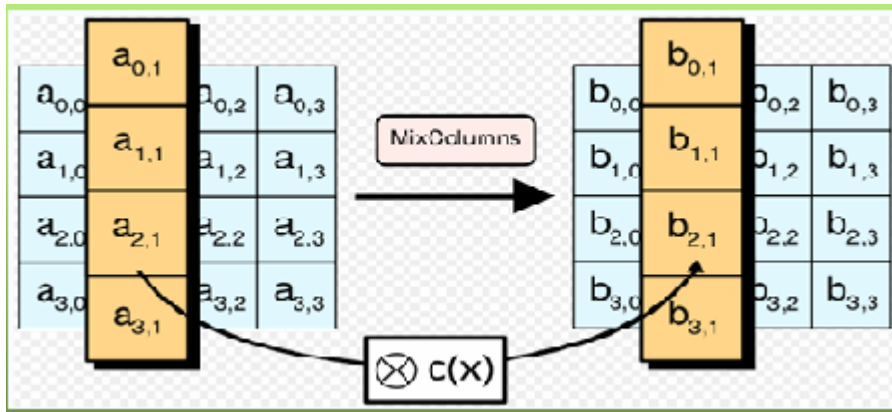 a0,1 b0,1
a0,0 a0,2 a0,3 b0,0 b0,2 b0,3
MixColumns
a1,1 b1,1
a1,0 a1,2 a1,3 b1,0 b1,2 b1,3
a2,0 a2,1 a2,2 a2,3 b2,0 b2,1 b2,2 b2,3
a3,0 a3,2 a3,3 b3,0 b3,2 b3,3
a3,1 b3,1
⊗ c(x)